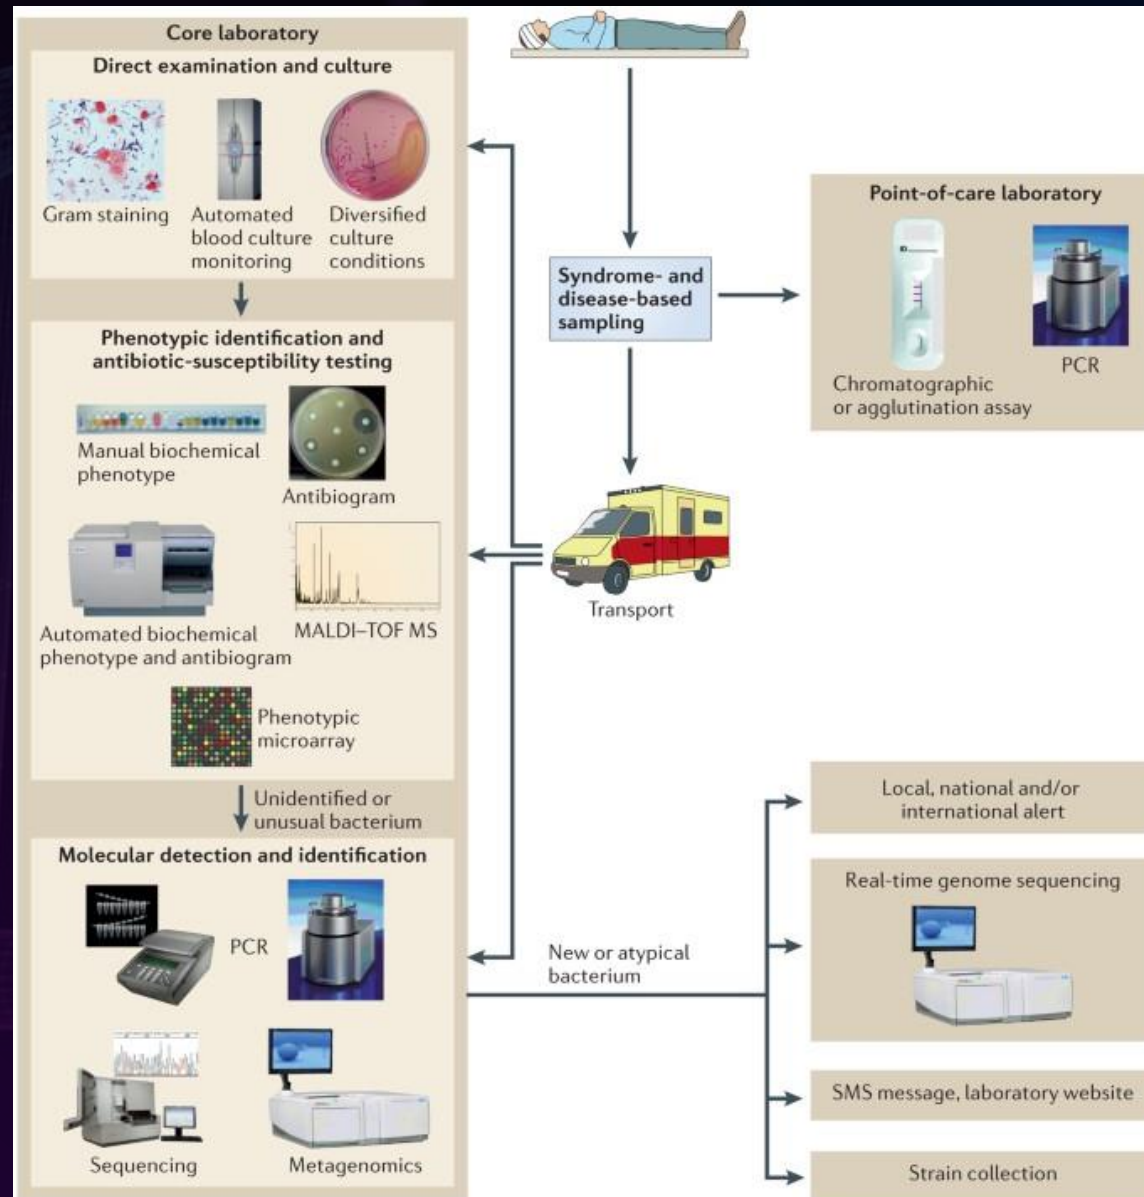 Core laboratory
Direct examination and culture
Gram staining
Automated
blood culture
monitoring
Diversified
culture
conditions
Phenotypic identification and
antibiotic-susceptibility testing
Manual biochemical
phenotype
Antibiogram
Automated biochemical
phenotype and antibiogram
MALDI–TOF MS
Phenotypic
microarray
Unidentified or
unusual bacterium
Molecular detection and identification
PCR
Sequencing
Metagenomics
Syndrome- and
disease-based
sampling
Transport
Point-of-care laboratory
Chromatographic
or agglutination assay
PCR
New or atypical
bacterium
Local, national and/or
international alert
Real-time genome sequencing
SMS message, laboratory website
Strain collection